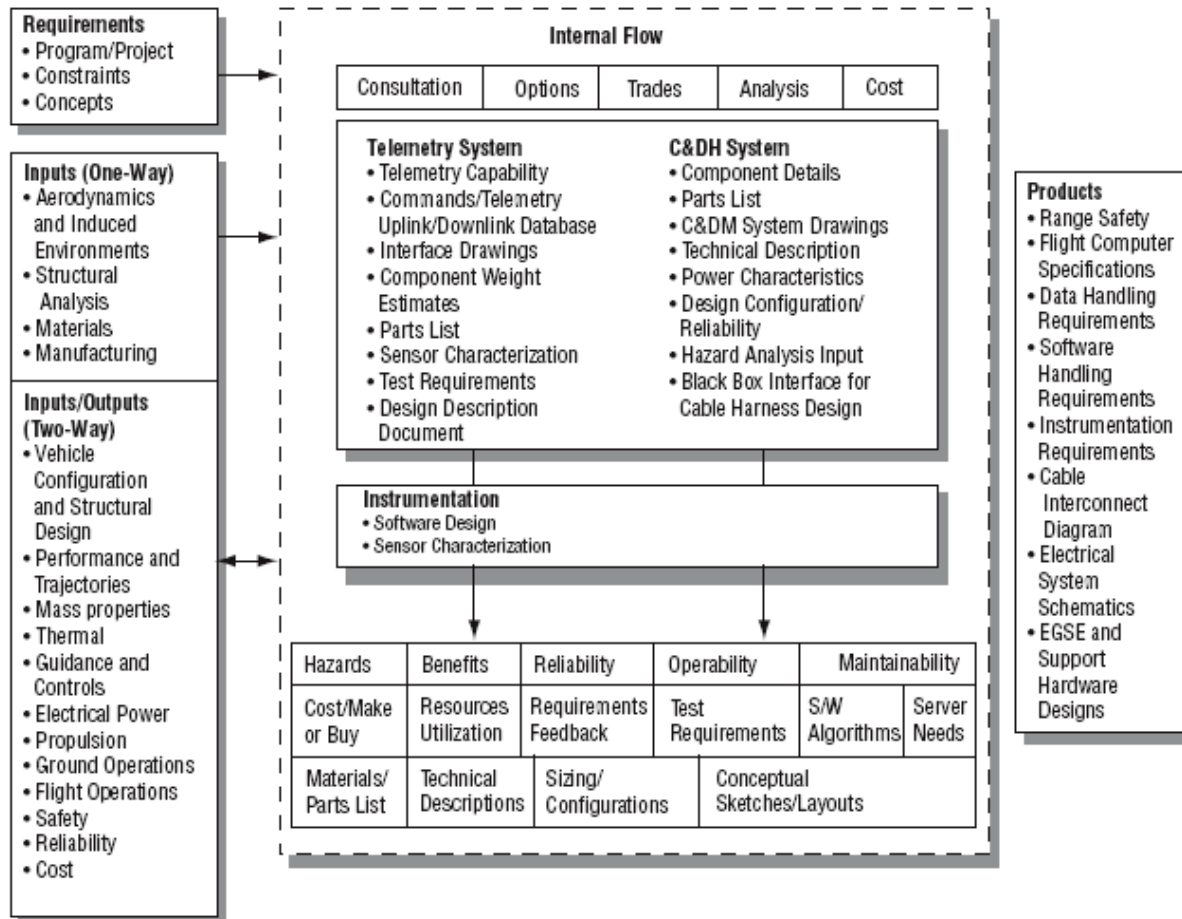 Requirements
• Program/Project
• Constraints
• Concepts
Inputs (One-Way)
• Aerodynamics
and Induced
Environments
• Structural
Analysis
• Materials
• Manufacturing
Inputs/Outputs
(Two-Way)
• Vehicle
Configuration
and Structural
Design
• Performance and
Trajectories
• Mass properties
• Thermal
• Guidance and
Controls
• Electrical Power
• Propulsion
• Ground Operations
• Flight Operations
• Safety
• Reliability
• Cost
Internal Flow
Consultation Options Trades Analysis Cost
Telemetry System
• Telemetry Capability
• Commands/Telemetry
Uplink/Downlink Database
• Interface Drawings
• Component Weight
Estimates
• Parts List
• Sensor Characterization
• Test Requirements
• Design Description
Document
C&DH System
• Component Details
• Parts List
• C&DM System Drawings
• Technical Description
• Power Characteristics
• Design Configuration/
Reliability
• Hazard Analysis Input
• Black Box Interface for
Cable Harness Design
Instrumentation
• Software Design
• Sensor Characterization
Hazards Benefits Reliability Operability Maintainability
Cost/Make Resources Requirements Test S/W Server
or Buy Utilization Feedback Requirements Algorithms Needs
Materials/ Technical Sizing/ Conceptual
Parts List Descriptions Configurations Sketches/Layouts
Products
• Range Safety
• Flight Computer
Specifications
• Data Handling
Requirements
• Software
Handling
Requirements
• Instrumentation
Requirements
• Cable
Interconnect
Diagram
• Electrical
System
Schematics
• EGSE and
Support
Hardware
Designs